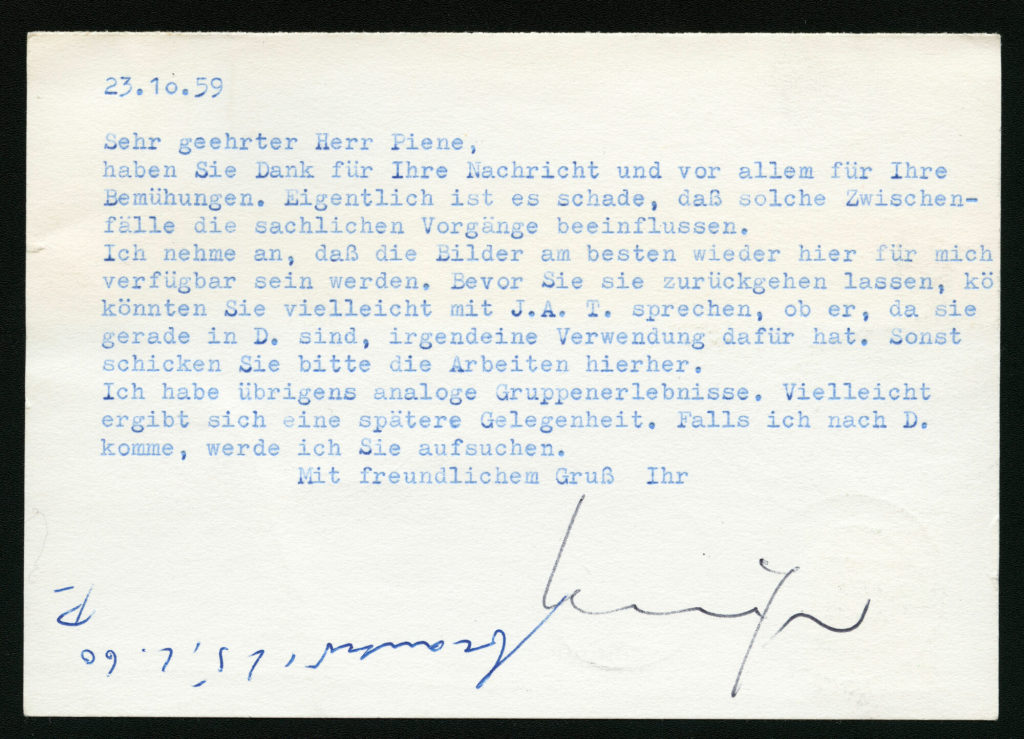 23.10.59
Sehr geehrter Herr Piene,
haben Sie Dank für Ihre Nachricht und vor allem für Ihre
Bemühungen. Eigentlich ist es schade, daß solche Zwischen-
fälle die sachlichen Vorgänge beeinflussen.
Ich nehme an, daß die Bilder am besten wieder hier für mich
verfügbar sein werden. Bevor Sie sie zurückgehen lassen, kö
könnten Sie vielleicht mit J.A. T. sprechen, ob er, da sie
gerade in D. sind, irgendeine Verwendung dafür hat. Sonst
schicken Sie bitte die Arbeiten hierher.
Ich habe übrigens analoge Gruppenerlebnisse. Vielleicht
ergibt sich eine spätere Gelegenheit. Falls ich nach D.
komme, werde ich Sie aufsuchen.
Mit freundlichem Gruß Ihr